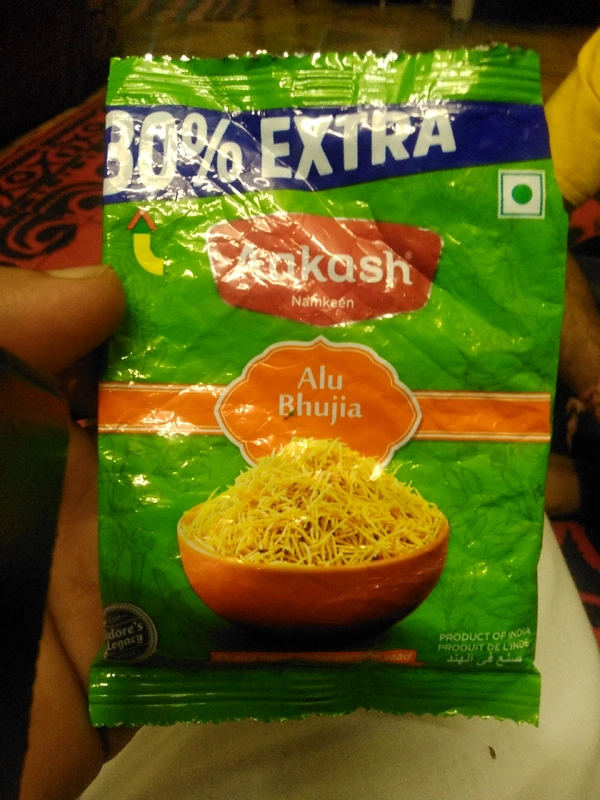 30% EXTRA
Ankash
Namkeen
Alu
Bhujia
Indore's
Legacy
PRODUCT OF INDIA
PRODUIT DE L'INDE
صنع في الهند